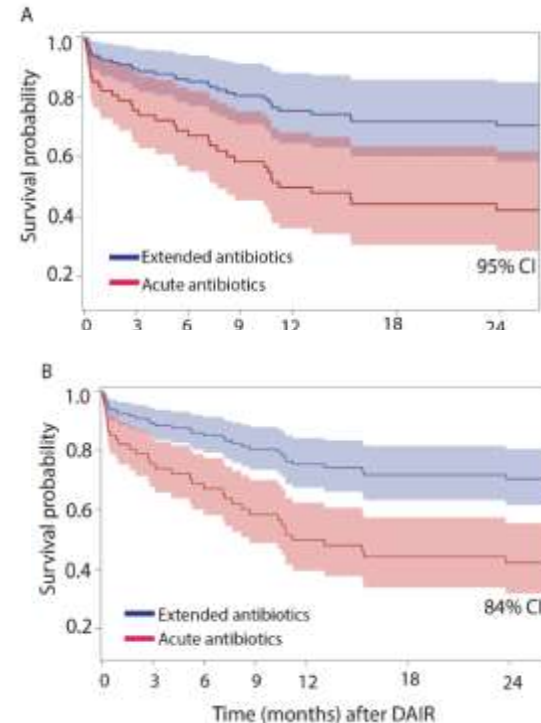 A
Survival probability
1.0
0.8
0.6
0.4
0.2
Extended antibiotics
Acute antibiotics
95% CI
0 3 6 9 12 18 24
B
Survival probability
1.0
0.8
0.6
0.4
0.2
Extended antibiotics
Acute antibiotics
84% CI
0 3 6 9 12 18 24
Time (months) after DAIR